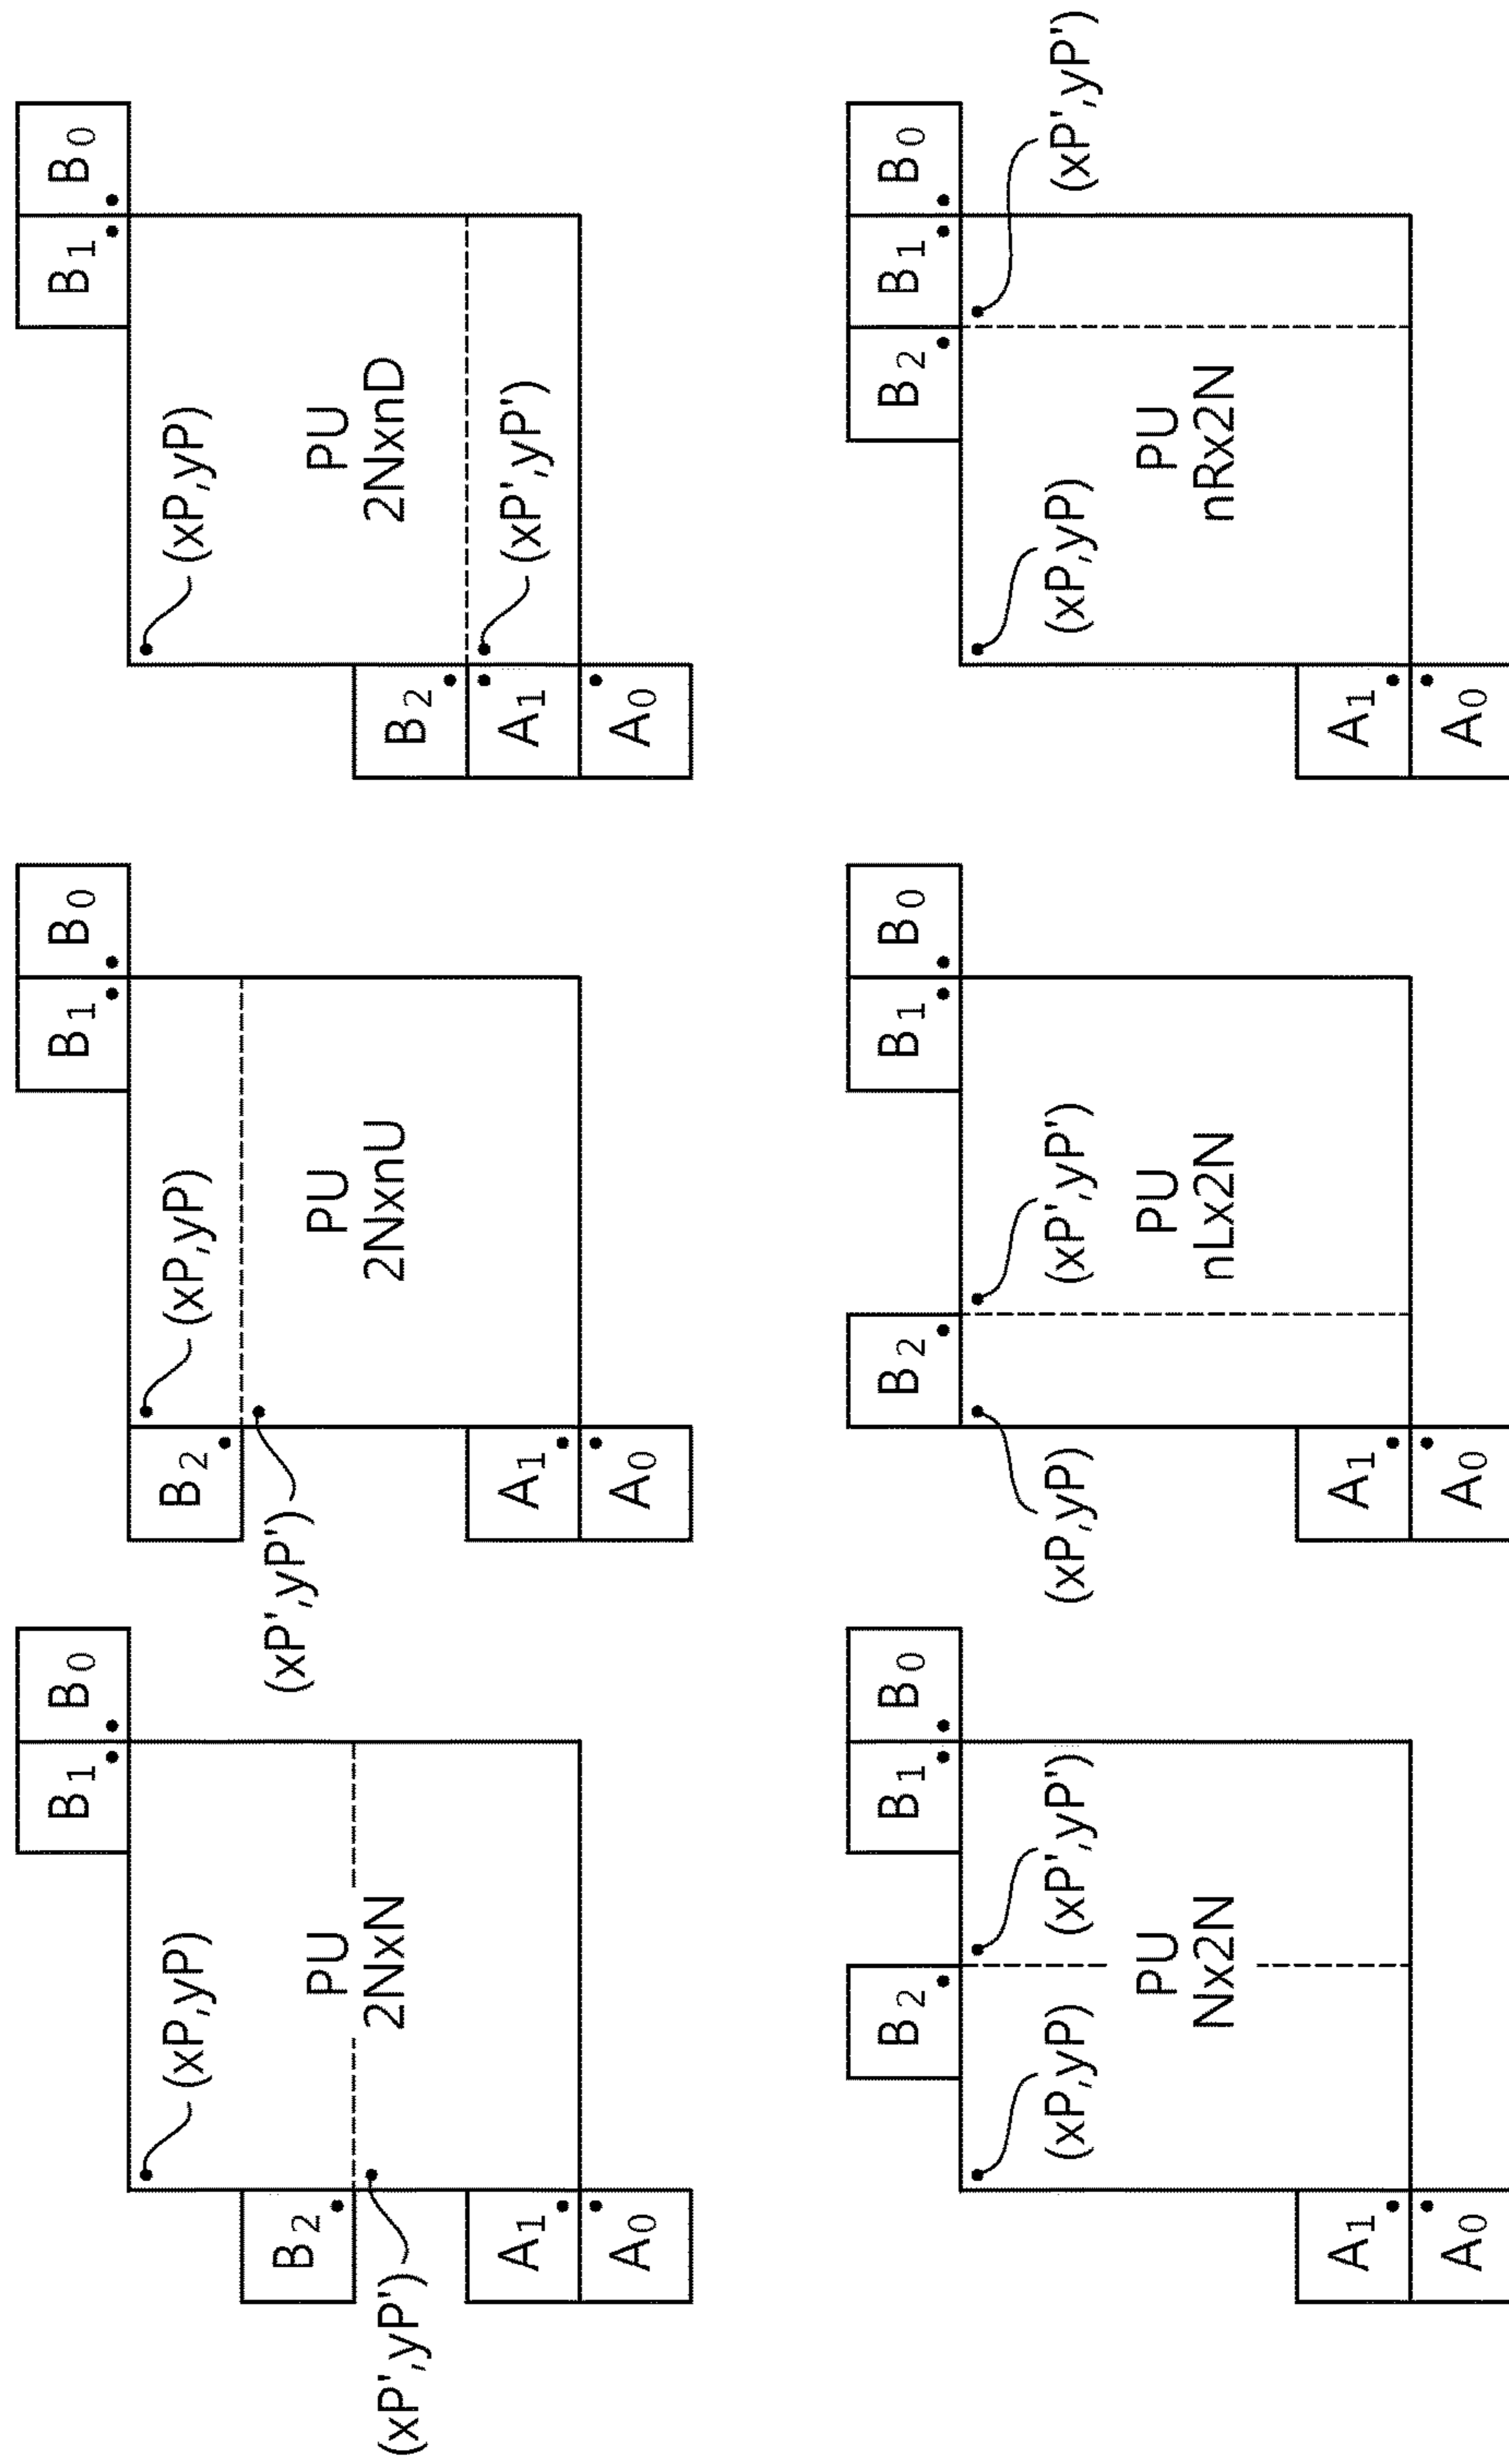 B1 B0
(xP,yP)
PU
2NxN
B2
(xP',yP')
A1
A0
B1 B0
(xP,yP)
B2
(xP',yP')
PU
2NxnU
A1
A0
B1 B0
(xP,yP)
PU
2NxnD
B2
A1
(xP',yP')
A0
B2 B1 B0
(xP,yP) (xP',yP')
PU
Nx2N
A1
A0
B2 B1 B0
(xP,yP) (xP',yP')
PU
nLx2N
A1
A0
B2 B1 B0
(xP,yP) (xP',yP')
PU
nRx2N
A1
A0